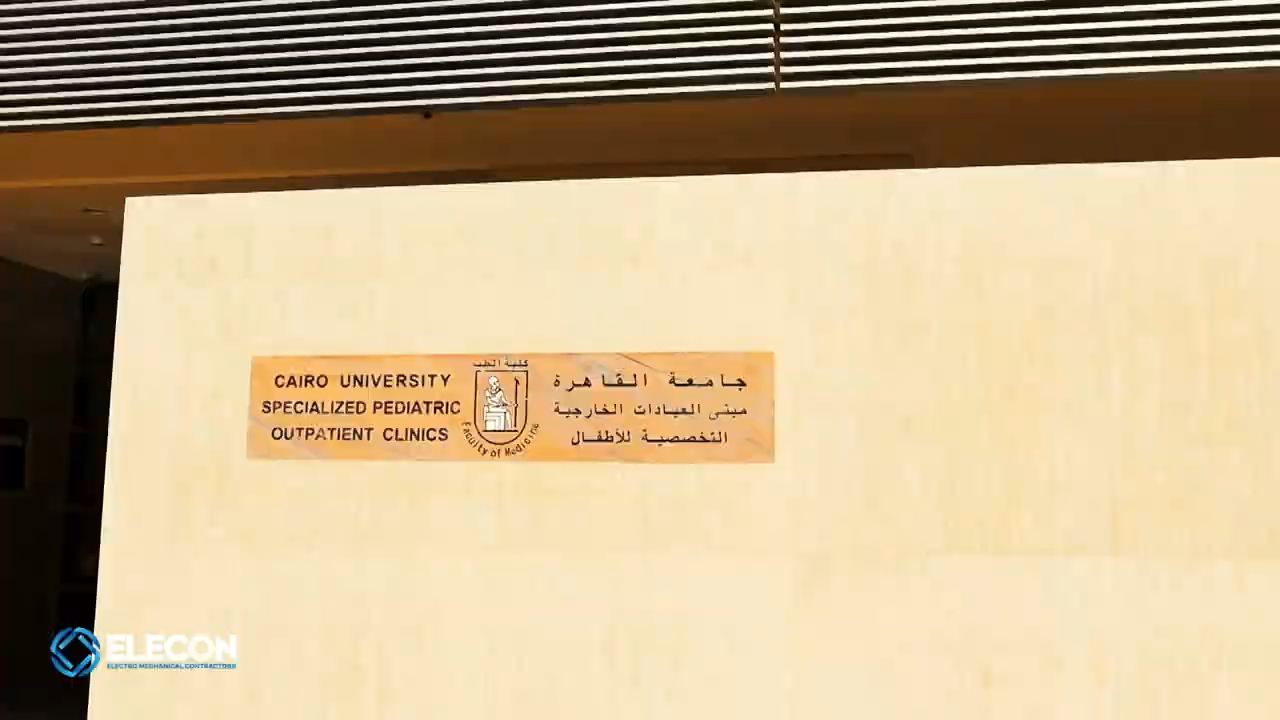 CAIRO UNIVERSITY
SPECIALIZED PEDIATRIC
OUTPATIENT CLINICS
كلية الطب
Faculty of Medicine
جامعة القاهرة
مبنى العيادات الخارجية
التخصصية للأطفال
ELECON
ELECTRO MECHANICAL CONTRACTORS